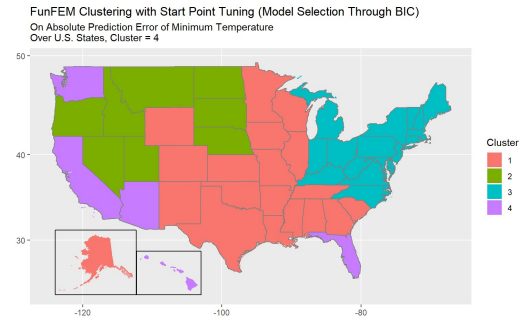 FunFEM Clustering with Start Point Tuning (Model Selection Through BIC)
On Absolute Prediction Error of Minimum Temperature
Over U.S. States, Cluster = 4
50
40
30
-120
-100
-80
Cluster
1
2
3
4